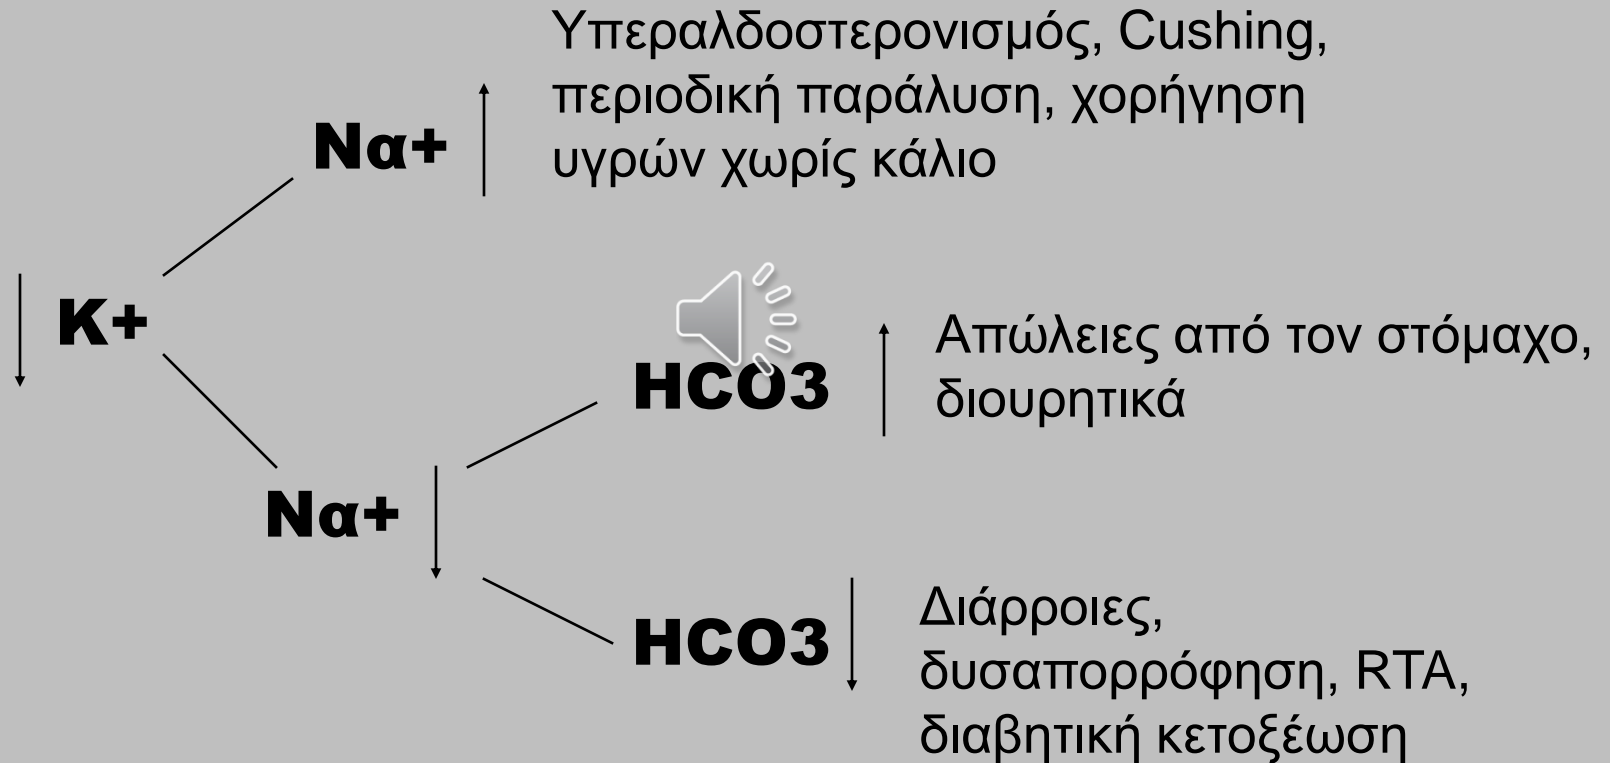 Υπεραλδοστερονισμός, Cushing,
περιοδική παράλυση, χορήγηση
υγρών χωρίς κάλιο
Να+
Κ+
HCO3
Απώλειες από τον στόμαχο,
διουρητικά
Να+
HCO3
Διάρροιες,
δυσαπορρόφηση, RTA,
διαβητική κετοξέωση